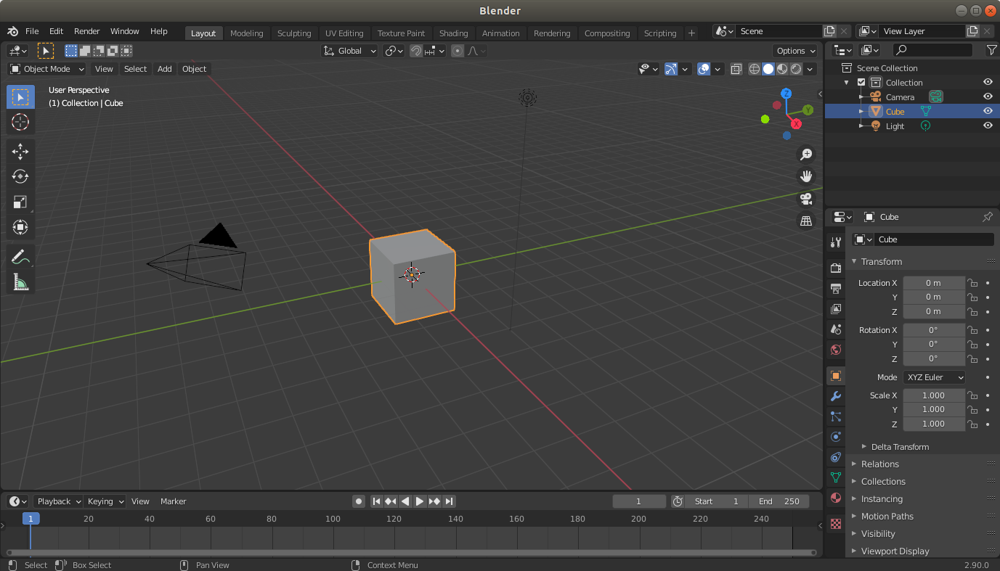 Blender
File Edit Render Window Help Layout Modeling Sculpting UV Editing Texture Paint Shading Animation Rendering Compositing Scripting + Scene View Layer
Global Options
Object Mode View Select Add Object
User Perspective
(1) Collection | Cube
Z
Y
X
Scene Collection
Collection
Camera
Cube
Light
Cube
Cube
Transform
Location X 0 m
Y 0 m
Z 0 m
Rotation X 0°
Y 0°
Z 0°
Mode XYZ Euler
Scale X 1.000
Y 1.000
Z 1.000
Delta Transform
Relations
Collections
Instancing
Motion Paths
Visibility
Viewport Display
Playback Keying View Marker 1 Start 1 End 250
1 20 40 60 80 100 120 140 160 180 200 220 240
Select Box Select Pan View Context Menu 2.90.0